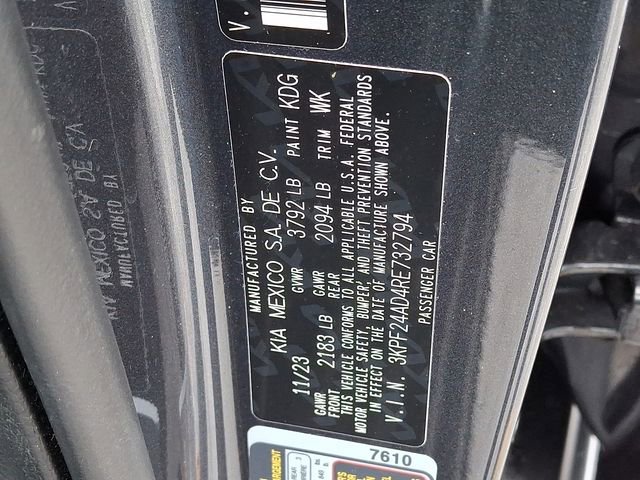 V.
MANUFACTURED BY
KIA MEXICO S.A. DE C.V.
11/23 GVWR 3792 LB PAINT KDG
GAWR FRONT 2183 LB GAWR REAR 2094 LB TRIM WK
THIS VEHICLE CONFORMS TO ALL APPLICABLE U.S.A. FEDERAL
MOTOR VEHICLE SAFETY, BUMPER, AND THEFT PREVENTION STANDARDS
IN EFFECT ON THE DATE OF MANUFACTURE SHOWN ABOVE.
V.I.N. 3KPF24AD4RE732794
PASSENGER CAR
7610